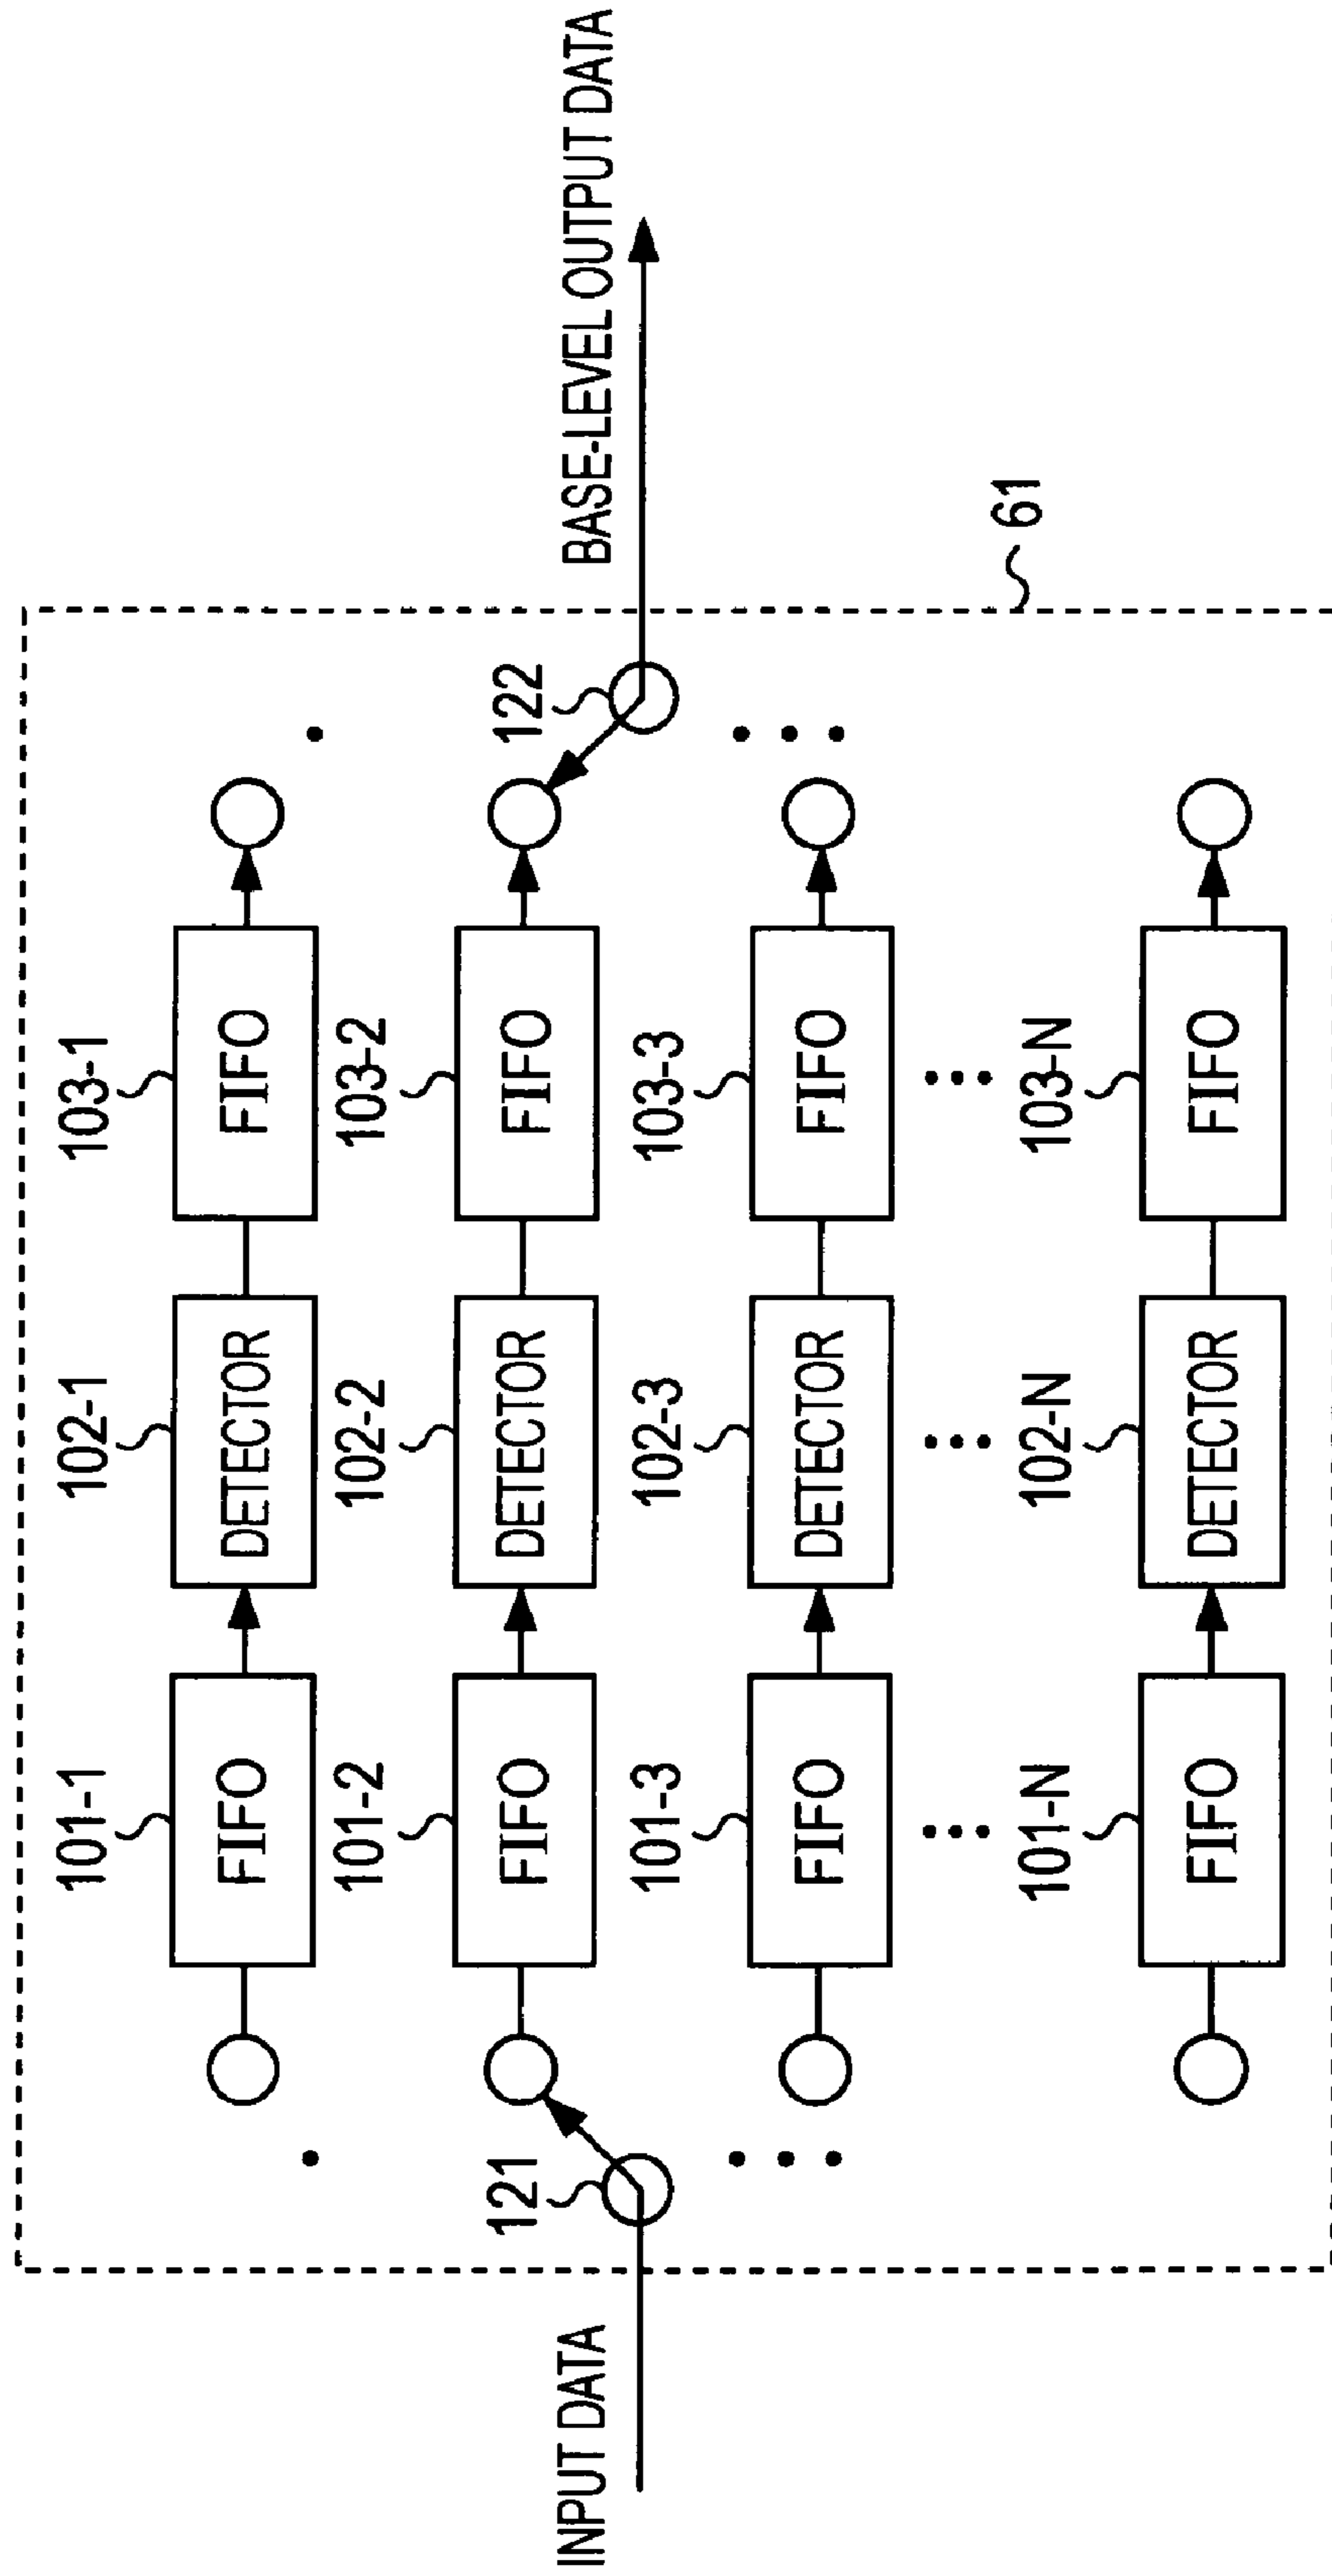 101-1
102-1
103-1
FIFO
DETECTOR
FIFO
101-2
102-2
103-2
FIFO
DETECTOR
FIFO
121
122
INPUT DATA
BASE-LEVEL OUTPUT DATA
101-3
102-3
103-3
FIFO
DETECTOR
FIFO
101-N
102-N
103-N
61
FIFO
DETECTOR
FIFO